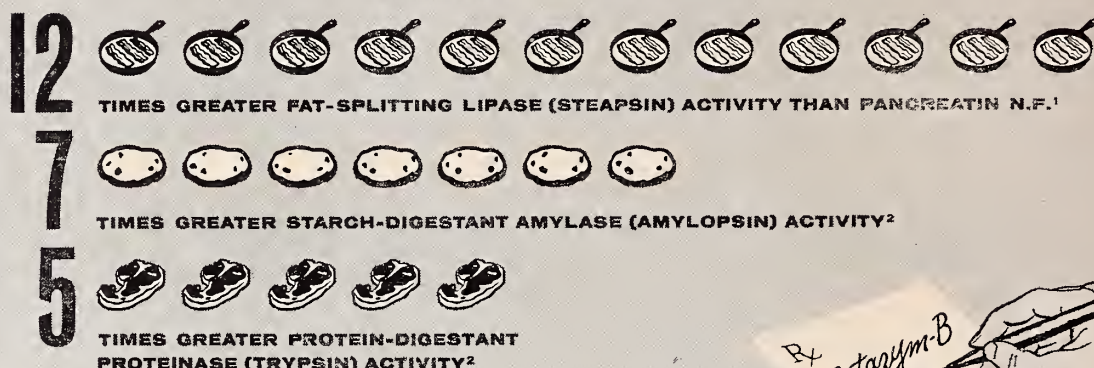 12
TIMES GREATER FAT-SPLITTING LIPASE (STEAPSIN) ACTIVITY THAN PANCREATIN N.F.¹
7
TIMES GREATER STARCH-DIGESTANT AMYLASE (AMYLOPSIN) ACTIVITY²
5
TIMES GREATER PROTEIN-DIGESTANT
PROTEINASE (TRYPSIN) ACTIVITY²
Rx